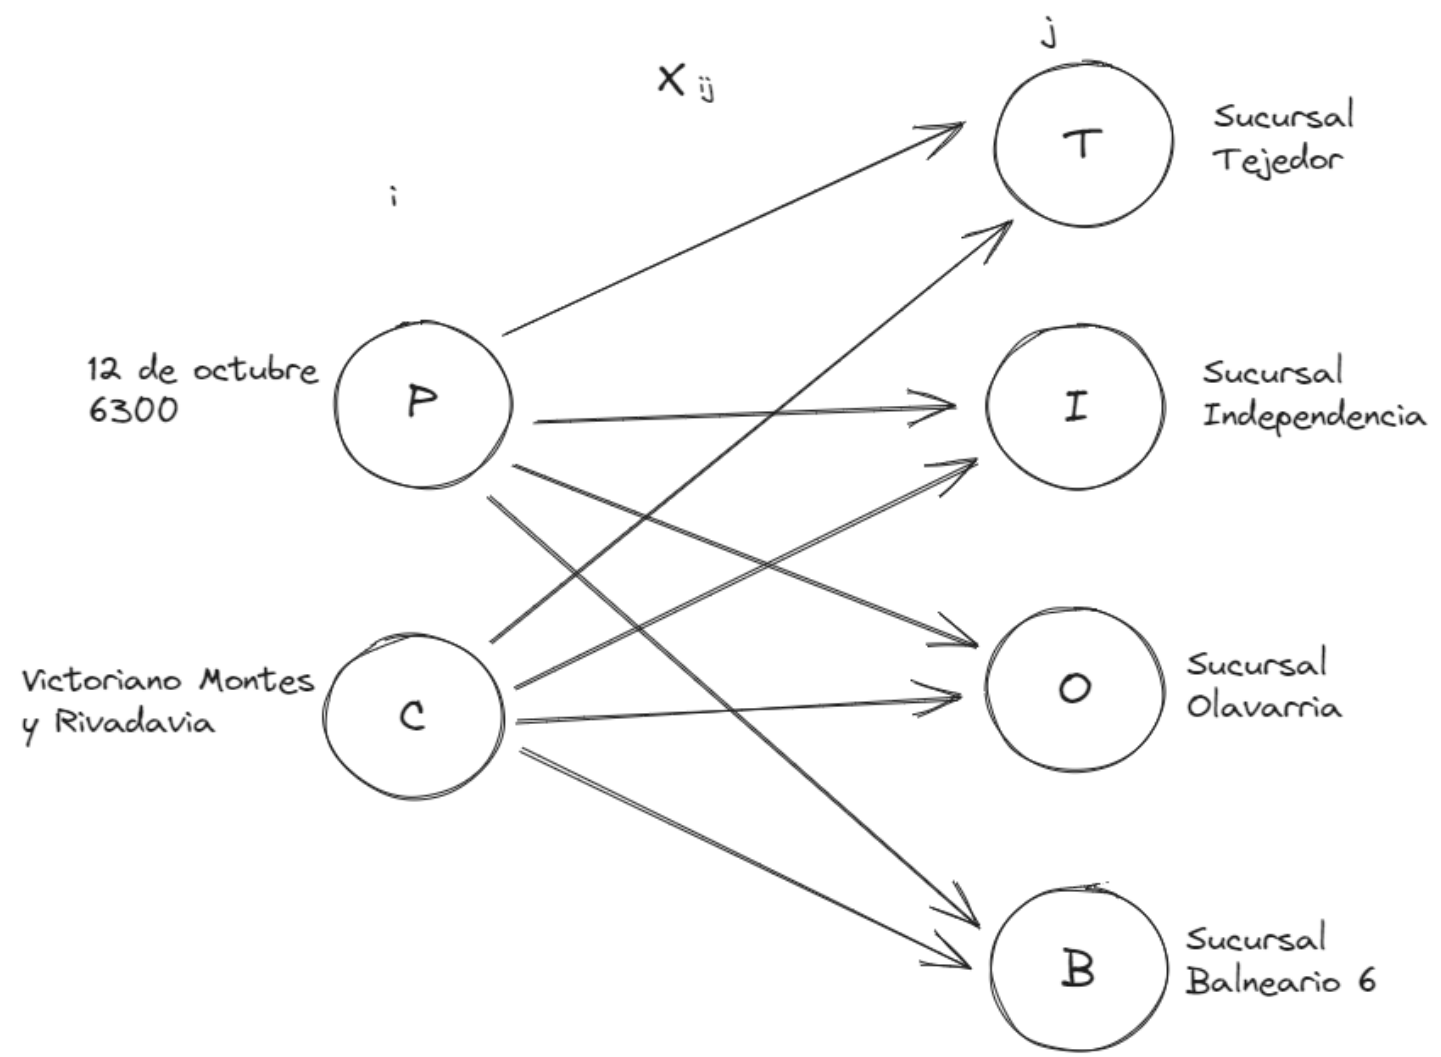 j
X ij
T
Sucursal
Tejedor
i
12 de octubre
6300
P
I
Sucursal
Independencia
Victoriano Montes
y Rivadavia
C
O
Sucursal
Olavarria
B
Sucursal
Balneario 6